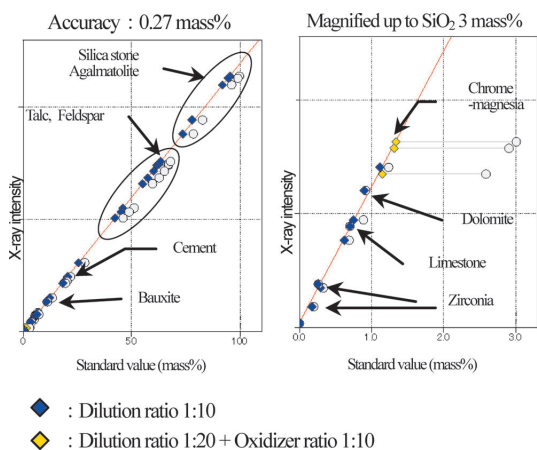 Accuracy : 0.27 mass%
Silica stone
Agalmatolite
Talc, Feldspar
Cement
Bauxite
X-ray intensity
0
50
100
Standard value (mass%)
Magnified up to SiO2 3 mass%
Chrome
-magnesia
Dolomite
Limestone
Zirconia
X-ray intensity
0.0
1.0
2.0
3.0
Standard value (mass%)
: Dilution ratio 1:10
: Dilution ratio 1:20 + Oxidizer ratio 1:10